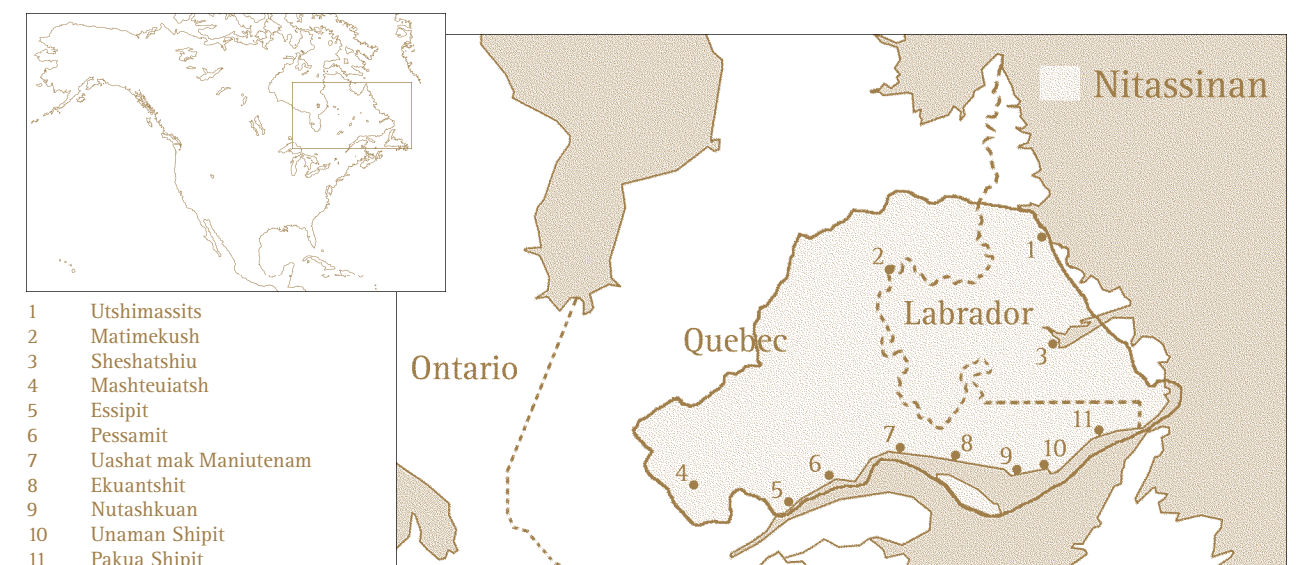 Nitassinan
1
2
Labrador
Quebec
3
Ontario
11
7
8
10
9
6
4
5
1 Utshimassits
2 Matimekush
3 Sheshatshiu
4 Mashteuiatsh
5 Essipit
6 Pessamit
7 Uashat mak Maniutenam
8 Ekuantshit
9 Nutashkuan
10 Unaman Shipit
11 Pakua Shipit